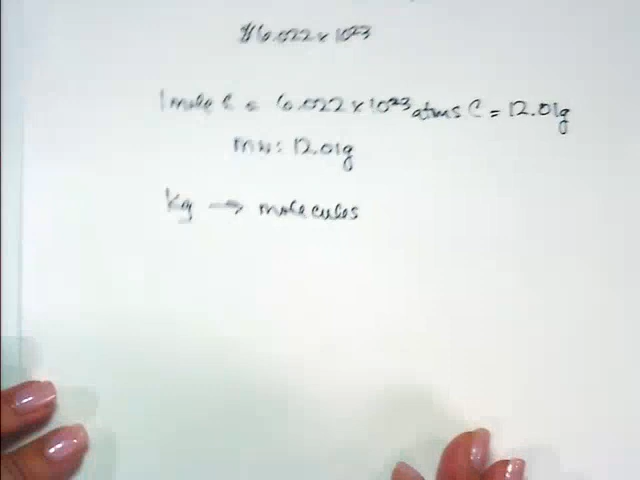 $6.022 x 10²³
1 mole C = 6.022 x 10²³ atoms C = 12.01g
MW: 12.01g
Kg → molecules